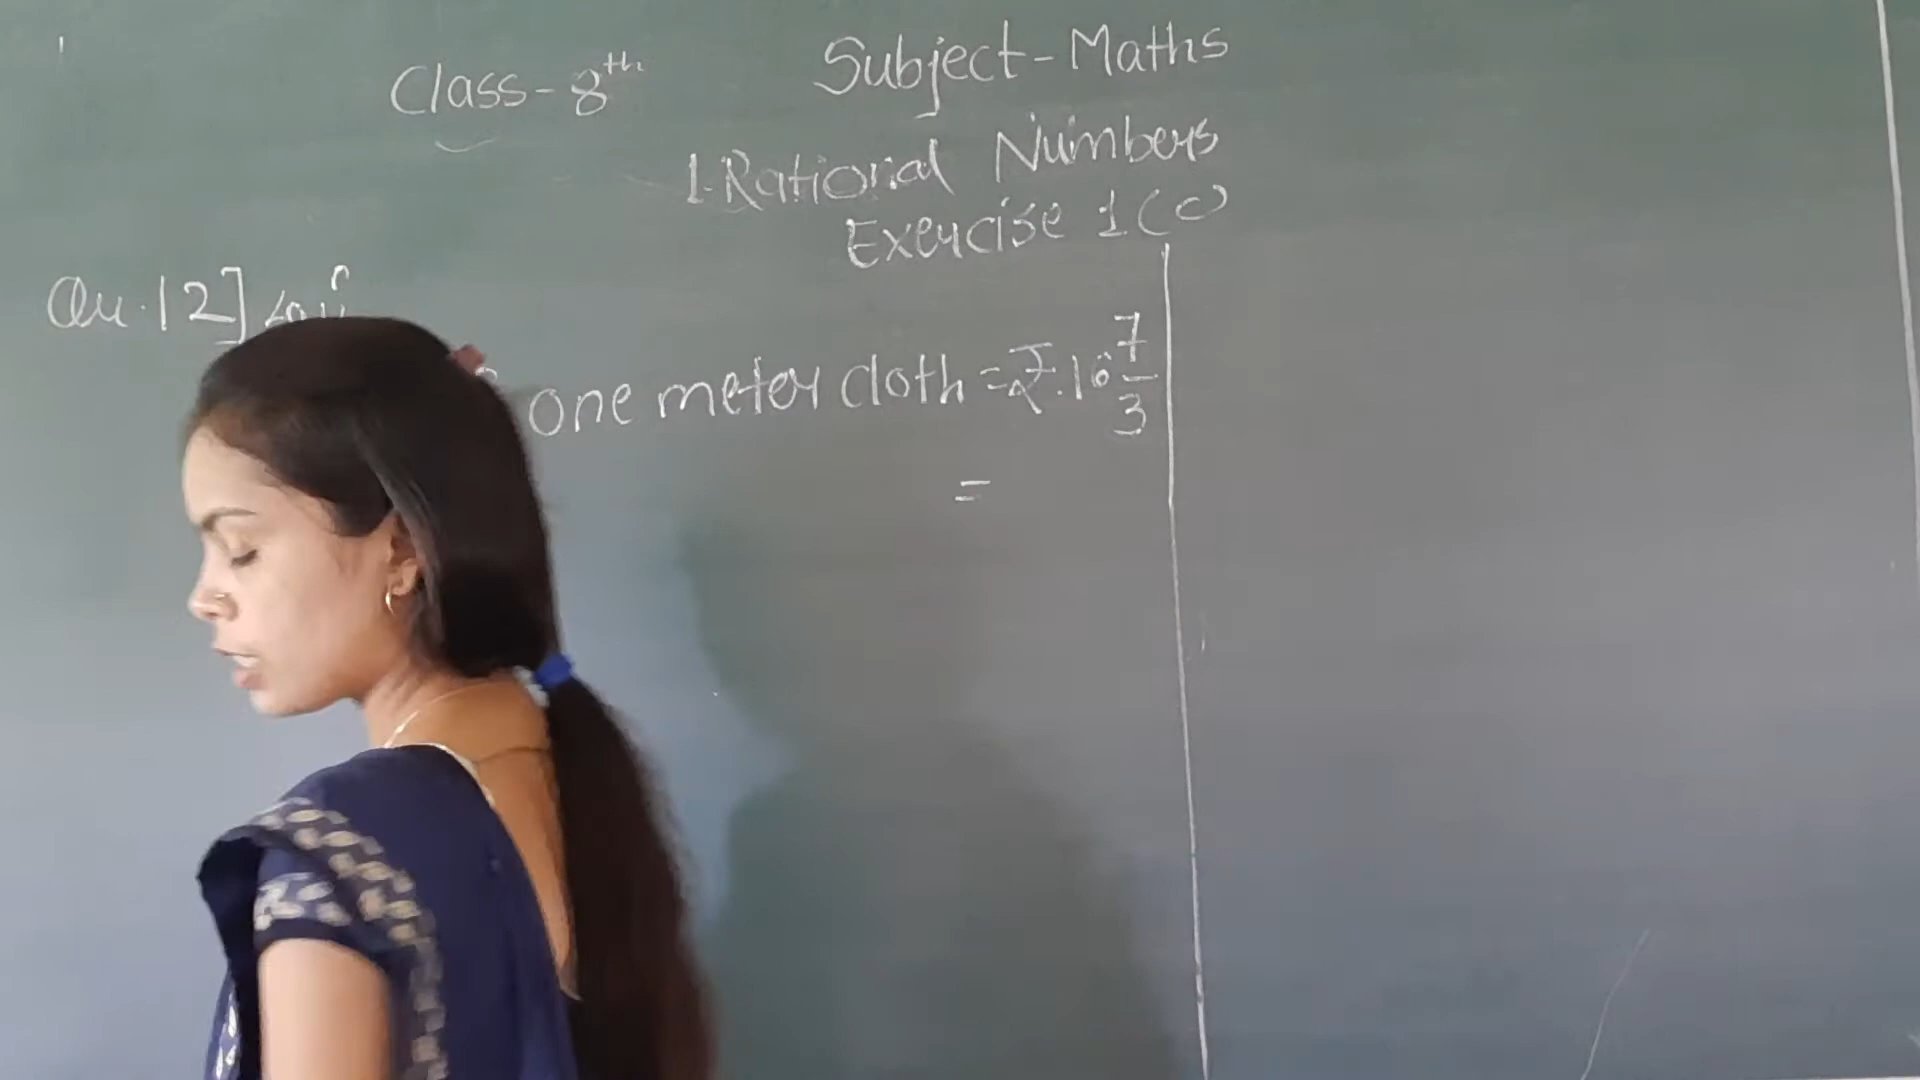 Class-8th
Subject-Maths
1.Rational Numbers
Exercise 1(C)
Qu.12]
one meter cloth = ₹.16 7/3
=